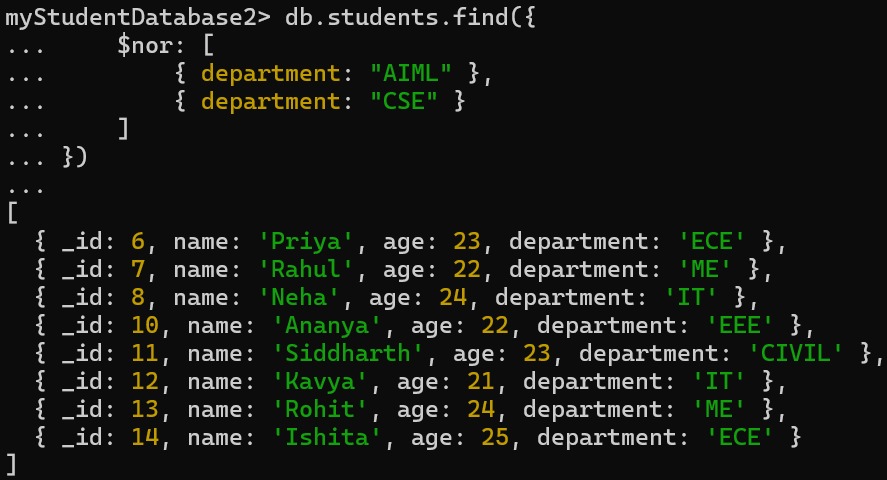 myStudentDatabase2> db.students.find({
...     $nor: [
...         { department: "AIML" },
...         { department: "CSE" }
...     ]
... })
...
[
  { _id: 6, name: 'Priya', age: 23, department: 'ECE' },
  { _id: 7, name: 'Rahul', age: 22, department: 'ME' },
  { _id: 8, name: 'Neha', age: 24, department: 'IT' },
  { _id: 10, name: 'Ananya', age: 22, department: 'EEE' },
  { _id: 11, name: 'Siddharth', age: 23, department: 'CIVIL' },
  { _id: 12, name: 'Kavya', age: 21, department: 'IT' },
  { _id: 13, name: 'Rohit', age: 24, department: 'ME' },
  { _id: 14, name: 'Ishita', age: 25, department: 'ECE' }
]